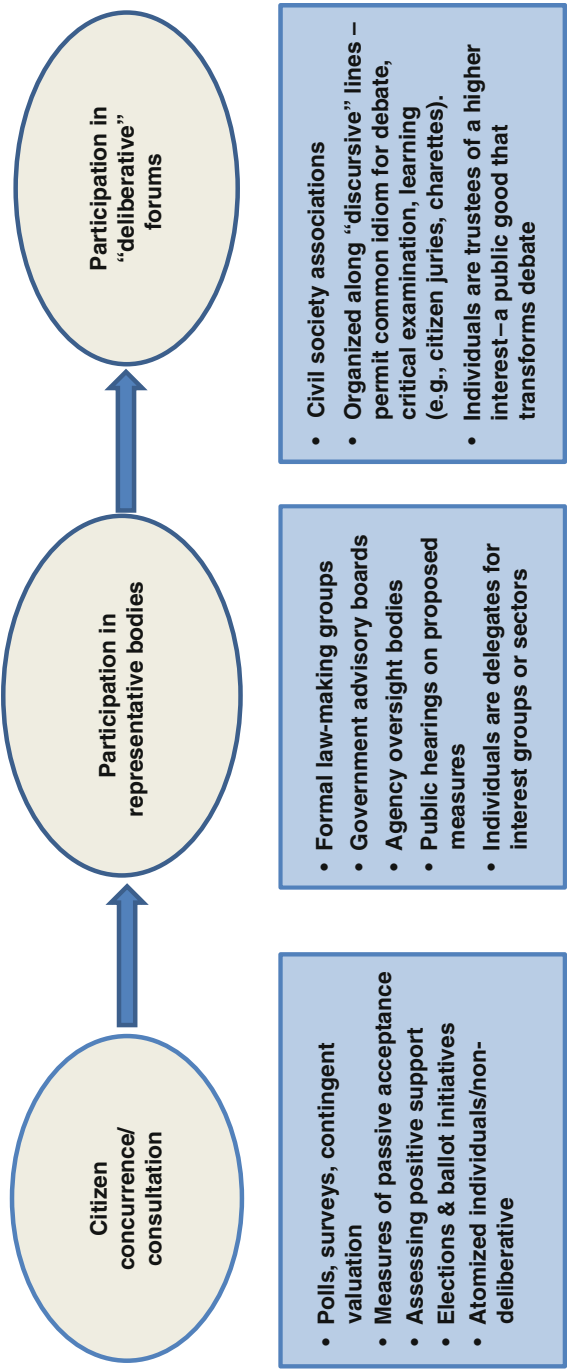 Citizen
concurrence/
consultation
• Polls, surveys, contingent
valuation
• Measures of passive acceptance
• Assessing positive support
• Elections & ballot initiatives
• Atomized individuals/non-
deliberative
Participation in
representative bodies
• Formal law-making groups
• Government advisory boards
• Agency oversight bodies
• Public hearings on proposed
measures
• Individuals are delegates for
interest groups or sectors
Participation in
“deliberative”
forums
• Civil society associations
• Organized along “discursive” lines –
permit common idiom for debate,
critical examination, learning
(e.g., citizen juries, charettes).
• Individuals are trustees of a higher
interest–a public good that
transforms debate